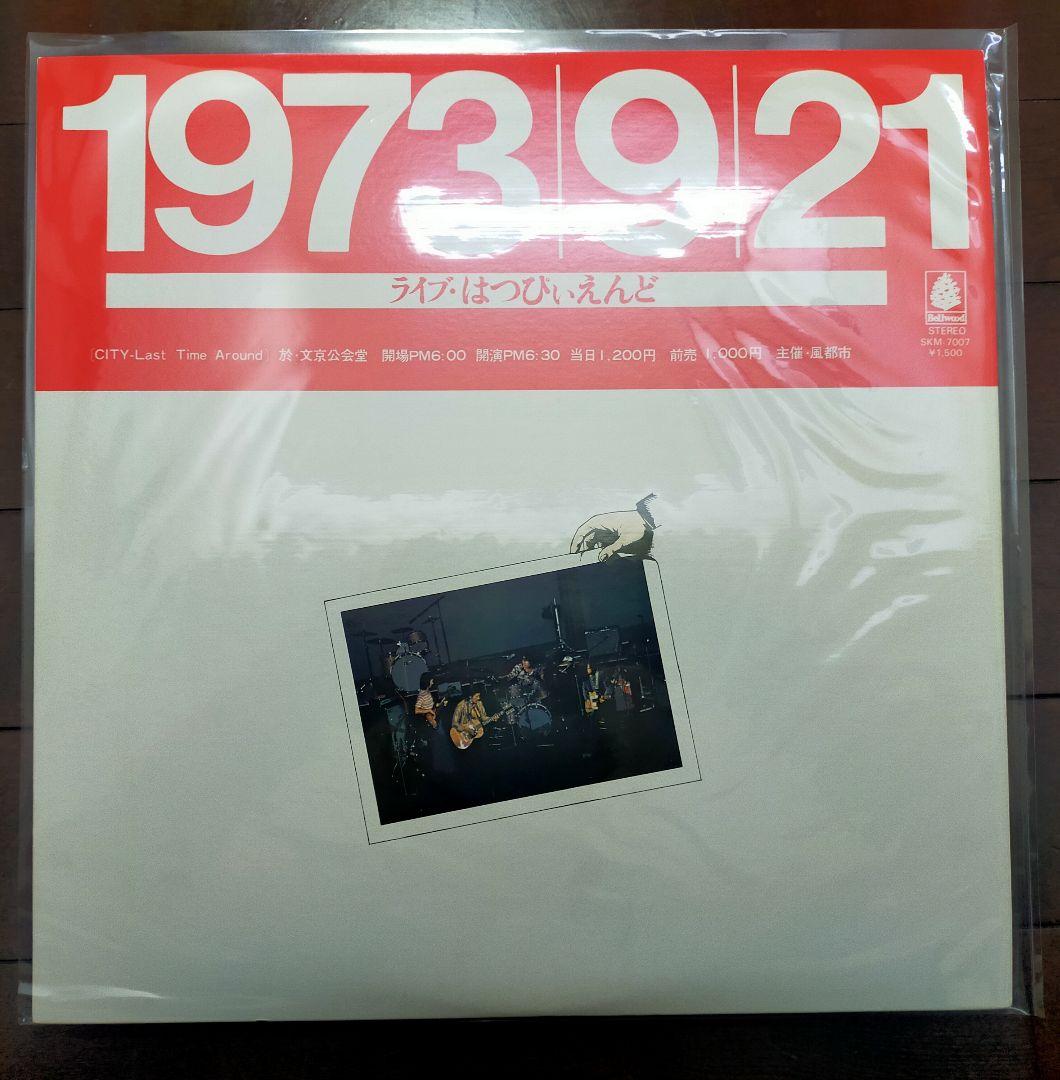 1973|9|21
ライブ・はつぴいえんど
[CITY-Last Time Around] 於・文京公会堂 開場PM6:00 開演PM6:30 当日1,200円 前売 1,000円 主催・風都市
Bellwood
STEREO
SKM 7007
¥1,500